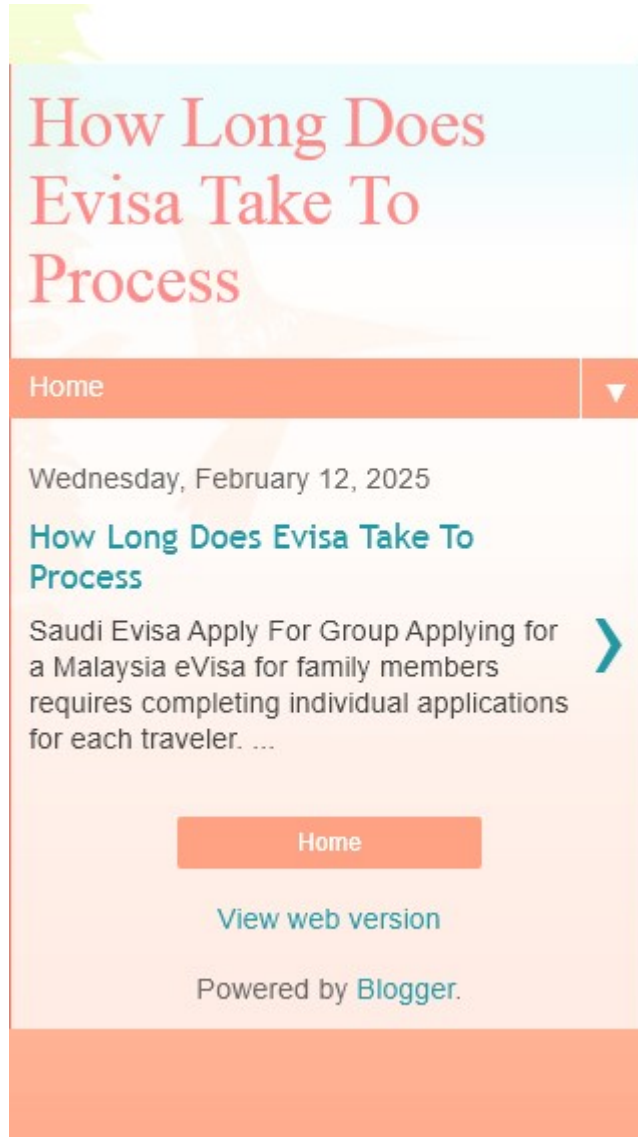 How Long Does
Evisa Take To
Process
Home
▼
Wednesday, February 12, 2025
How Long Does Evisa Take To
Process
Saudi Evisa Apply For Group Applying for
a Malaysia eVisa for family members
requires completing individual applications
for each traveler. ...
❯
Home
View web version
Powered by Blogger.